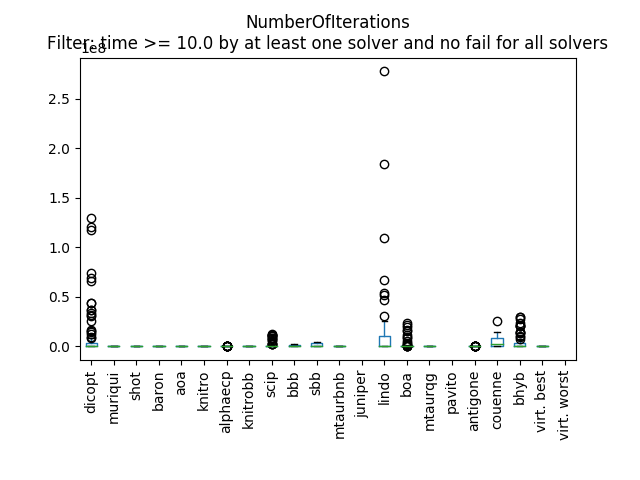 NumberOfIterations
Filter: time >= 10.0 by at least one solver and no fail for all solvers
1e8
2.5
2.0
1.5
1.0
0.5
0.0
dicopt
muriqui
shot
baron
aoa
knitro
alphaecp
knitrobb
scip
bbb
sbb
mtaurbnb
juniper
lindo
boa
mtaurqg
pavito
antigone
couenne
bhyb
virt. best
virt. worst